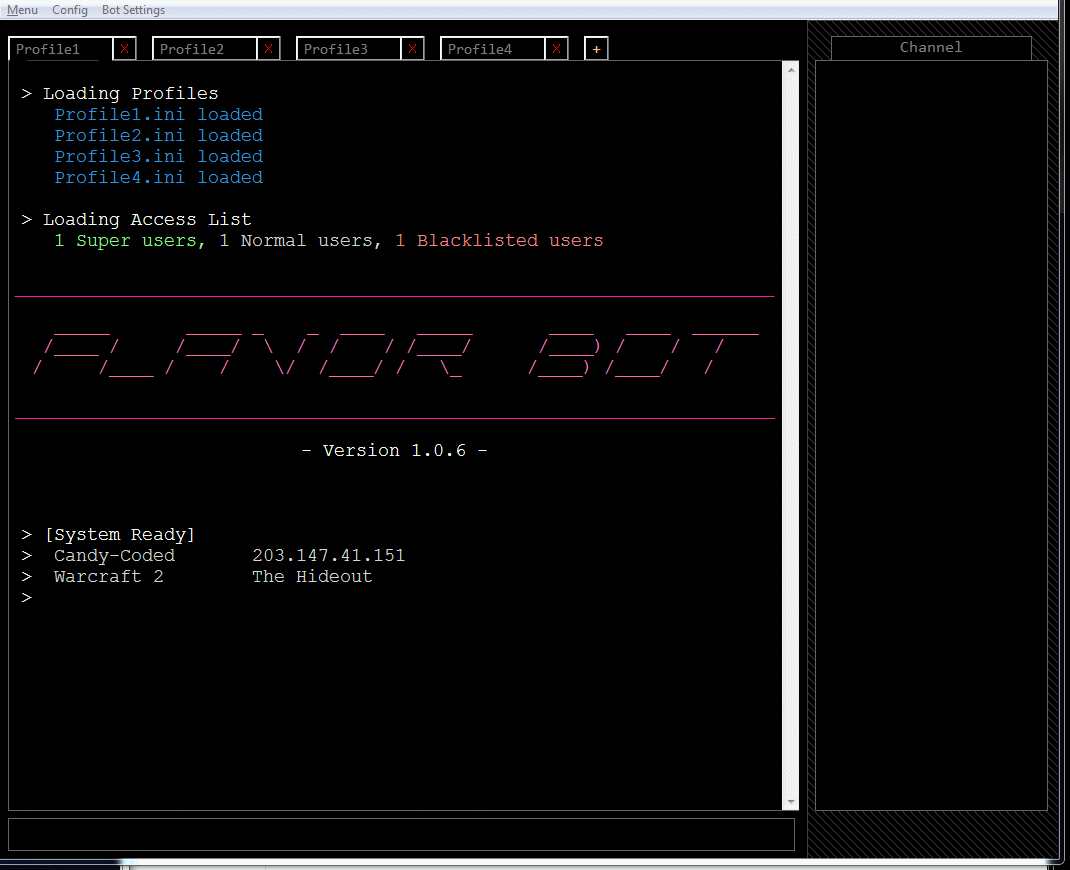 Menu Config Bot Settings
Profile1 X Profile2 X Profile3 X Profile4 X +
Channel
> Loading Profiles
Profile1.ini loaded
Profile2.ini loaded
Profile3.ini loaded
Profile4.ini loaded
> Loading Access List
1 Super users, 1 Normal users, 1 Blacklisted users
BOT
- Version 1.0.6 -
> [System Ready]
> Candy-Coded 203.147.41.151
> Warcraft 2 The Hideout
>